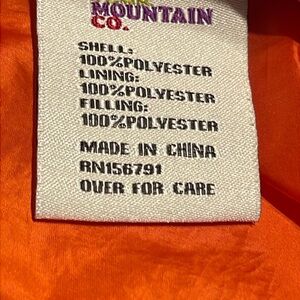 MOUNTAIN
CO.
SHELL:
100%POLYESTER
LINING:
100%POLYESTER
FILLING:
100%POLYESTER
MADE IN CHINA
RN156791
OVER FOR CARE